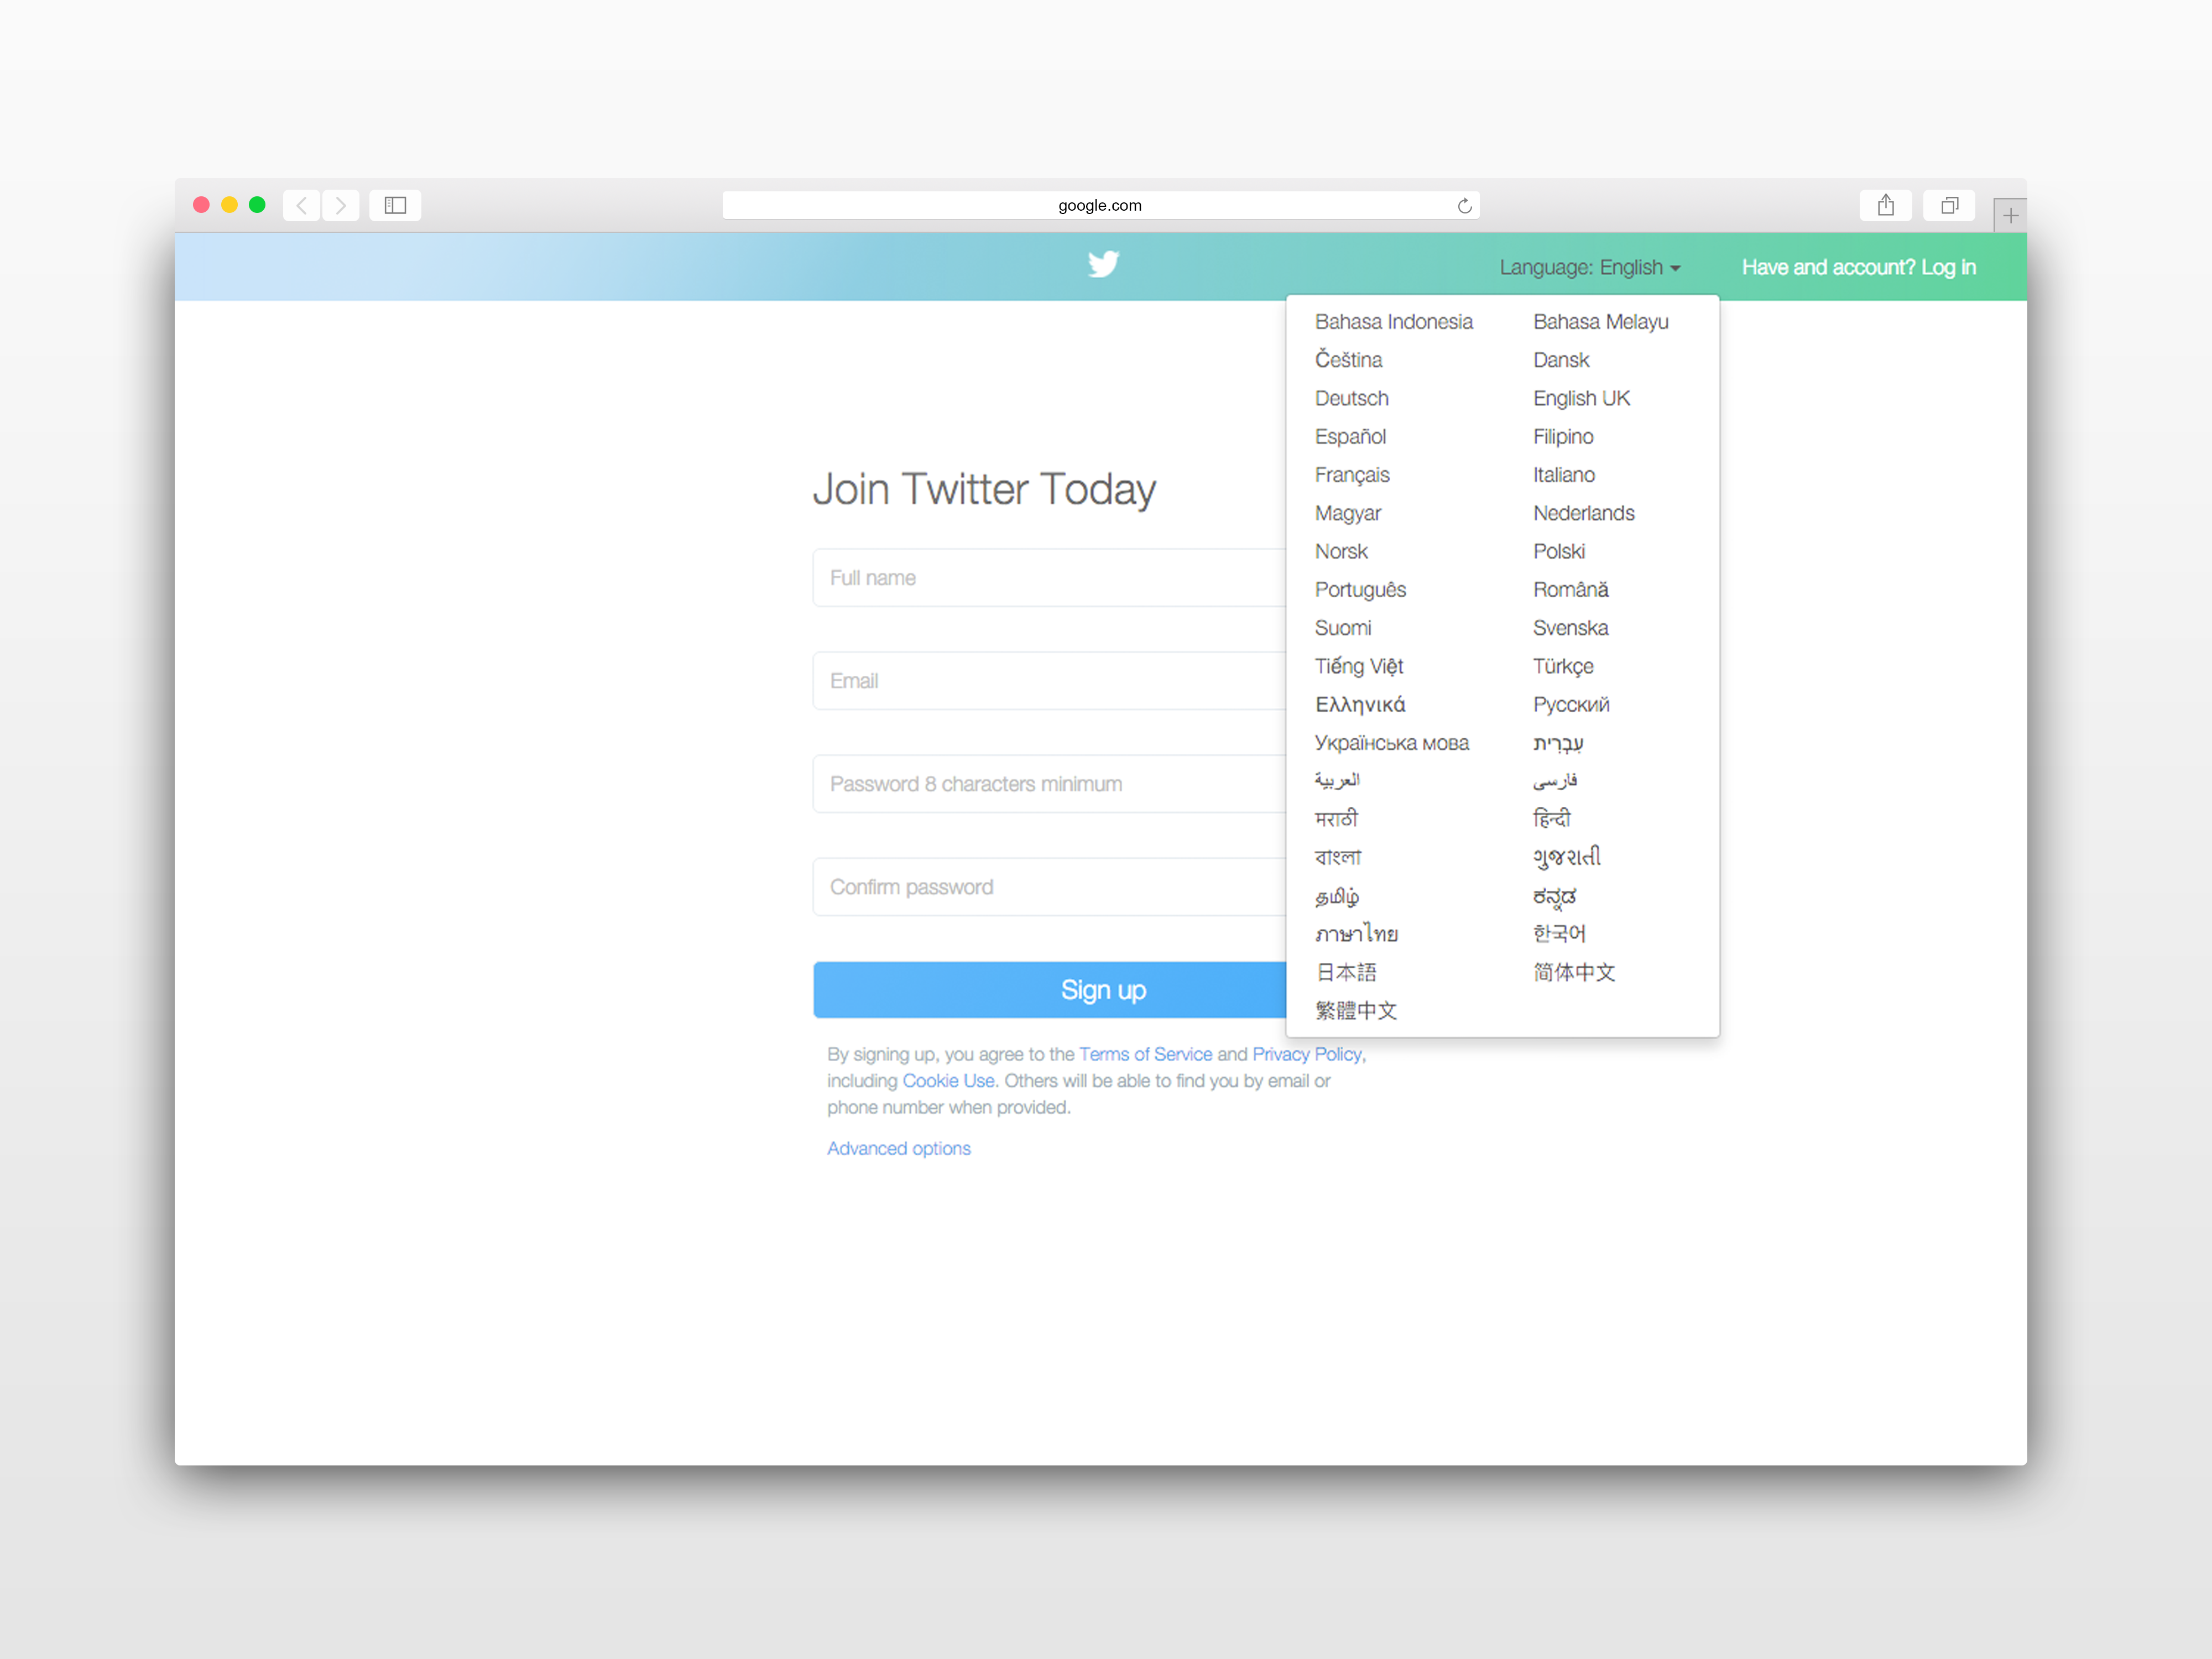 google.com
Language: English
Have and account? Log in
Bahasa Indonesia
Bahasa Melayu
Čeština
Dansk
Deutsch
English UK
Español
Filipino
Français
Italiano
Magyar
Nederlands
Norsk
Polski
Português
Română
Suomi
Svenska
Tiếng Việt
Türkçe
Ελληνικά
Русский
Українська мова
עִבְרִית
العربية
فارسی
मराठी
हिन्दी
বাংলা
ગુજરાતી
தமிழ்
ಕನ್ನಡ
ภาษาไทย
한국어
日本語
简体中文
繁體中文
Join Twitter Today
Full name
Email
Password 8 characters minimum
Confirm password
Sign up
By signing up, you agree to the Terms of Service and Privacy Policy,
including Cookie Use. Others will be able to find you by email or
phone number when provided.
Advanced options